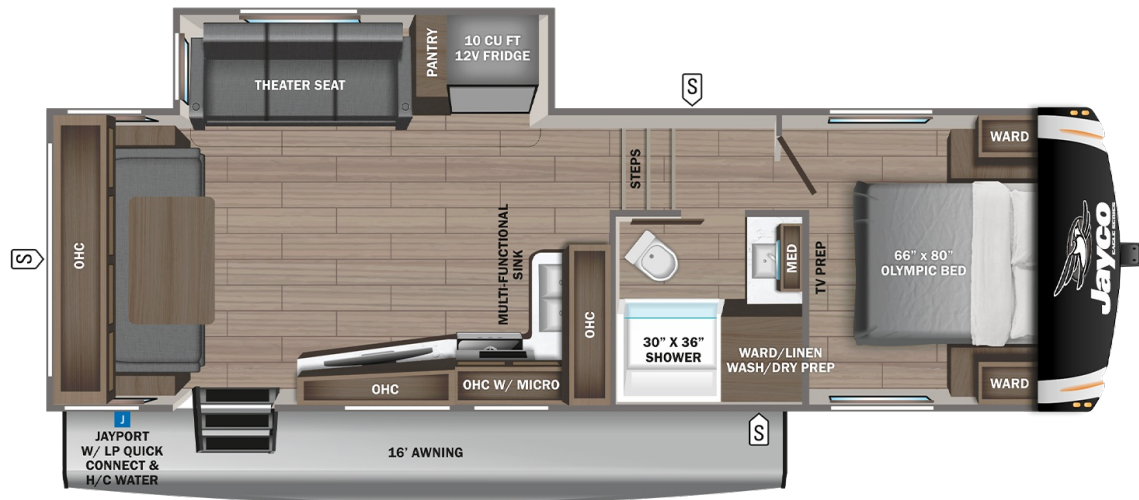 THEATER SEAT
PANTRY
10 CU FT
12V FRIDGE
S
WARD
OHC
STEPS
S
MULTI-FUNCTIONAL
SINK
MED
TV PREP
66" x 80"
OLYMPIC BED
Jayco
EAGLE SERIES
OHC
30" X 36"
SHOWER
WARD/LINEN
WASH/DRY PREP
OHC
OHC W/ MICRO
WARD
J
JAYPORT
W/ LP QUICK
CONNECT &
H/C WATER
16' AWNING
S